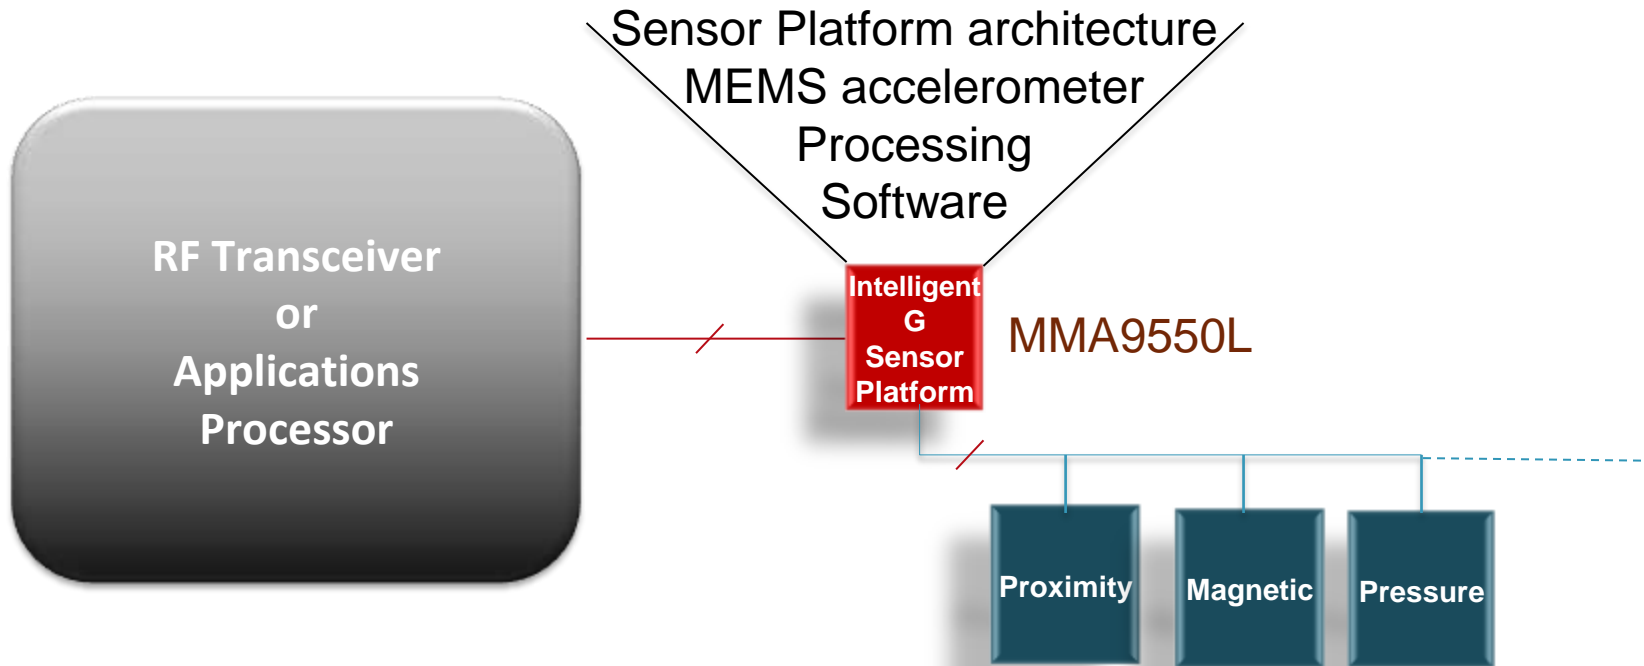 Sensor Platform architecture
MEMS accelerometer
Processing
Software
RF Transceiver
or
Applications
Processor
Intelligent
G
Sensor
Platform
MMA9550L
Proximity
Magnetic
Pressure